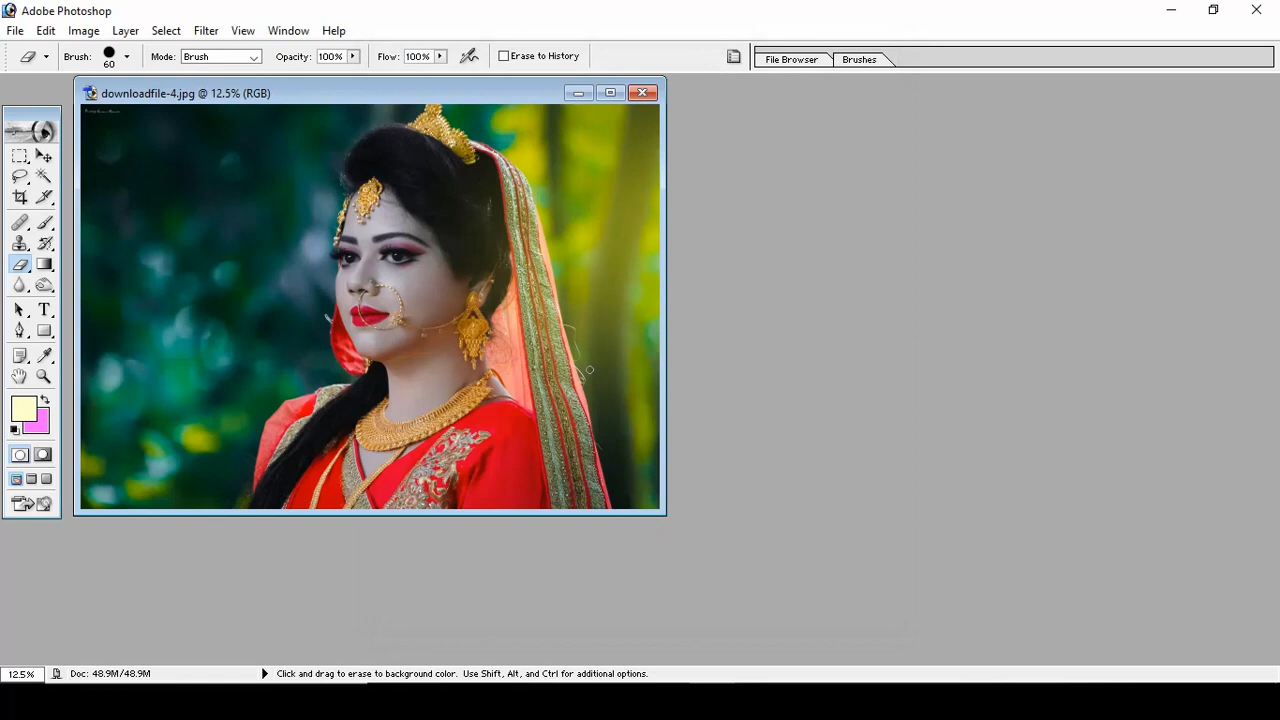 Adobe Photoshop
File Edit Image Layer Select Filter View Window Help
Brush: 60 Mode: Brush Opacity: 100% Flow: 100% Erase to History File Browser Brushes
downloadfile-4.jpg @ 12.5% (RGB)
T
12.5% Doc: 48.9M/48.9M Click and drag to erase to background color. Use Shift, Alt, and Ctrl for additional options.